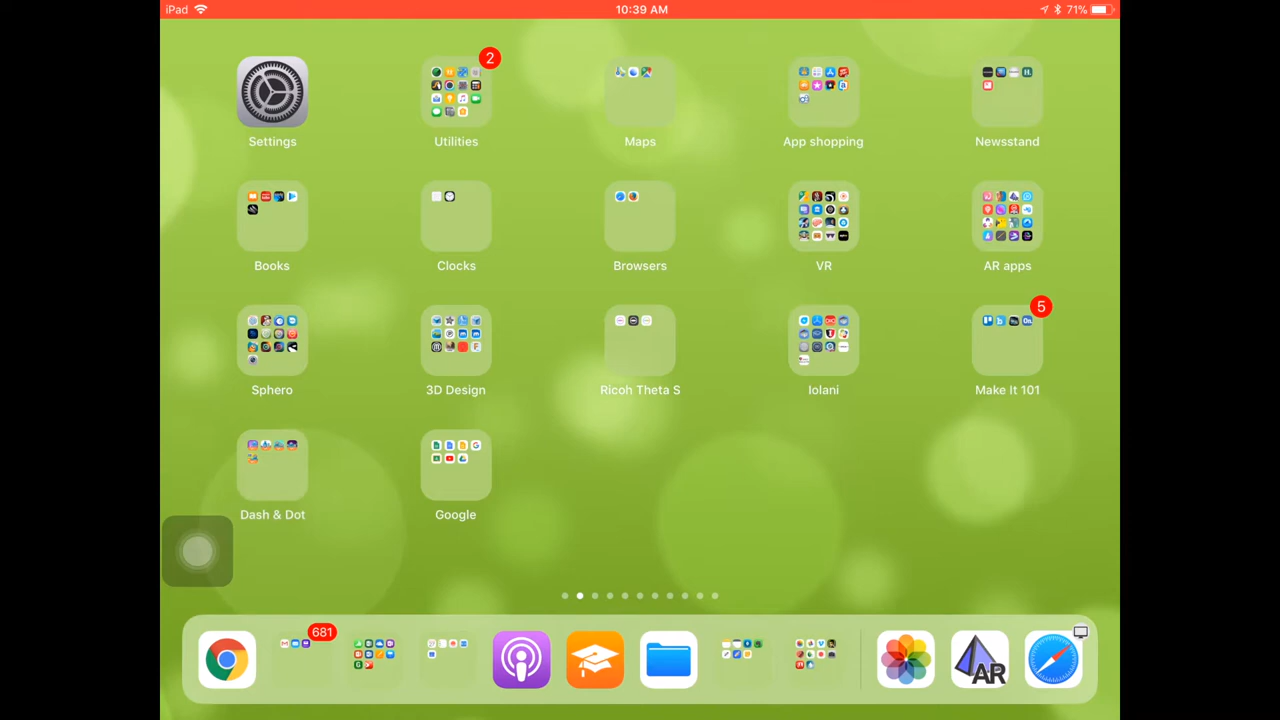 iPad 10:39 AM 71%
2
Settings Utilities Maps App shopping Newsstand
Books Clocks Browsers VR AR apps
5
Sphero 3D Design Ricoh Theta S Iolani Make It 101
Dash & Dot Google
681
AR